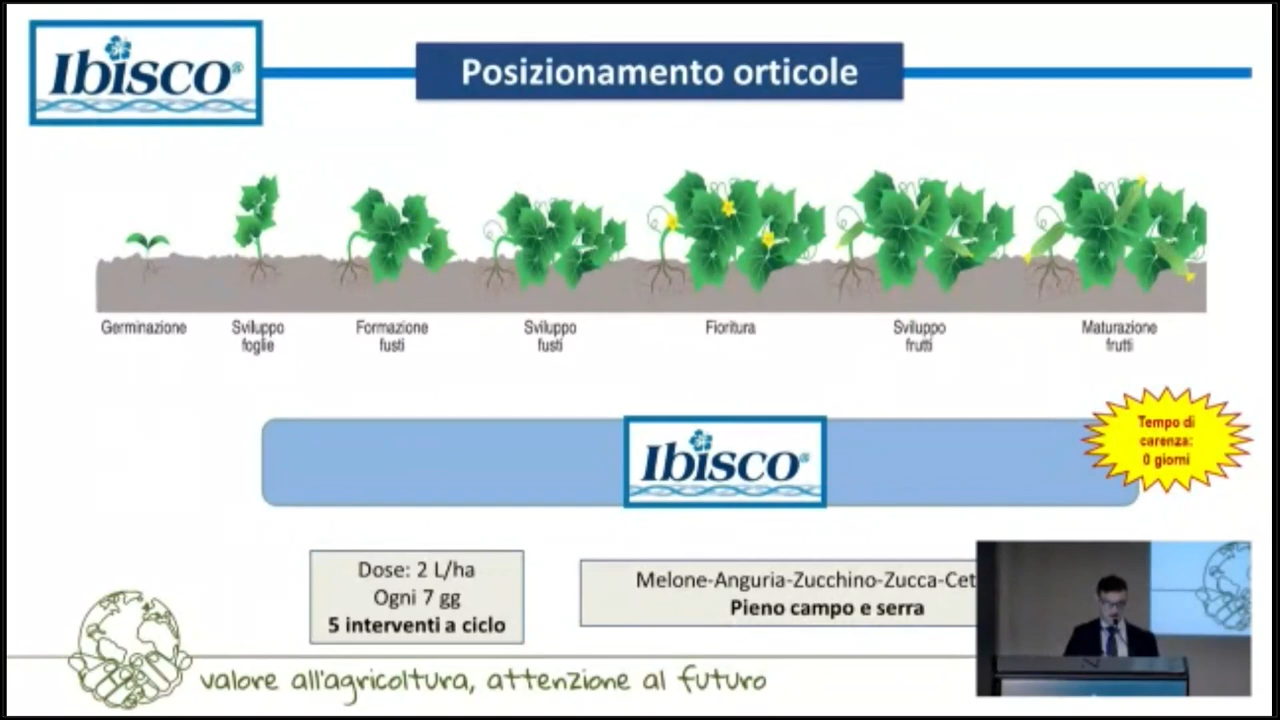 Ibisco®
Posizionamento orticole
Germinazione
Sviluppo
foglie
Formazione
fusti
Sviluppo
fusti
Fioritura
Sviluppo
frutti
Maturazione
frutti
Ibisco®
Tempo di
carenza:
0 giorni
Dose: 2 L/ha
Ogni 7 gg
5 interventi a ciclo
Melone-Anguria-Zucchino-Zucca-Cet
Pieno campo e serra
valore all'agricoltura, attenzione al futuro